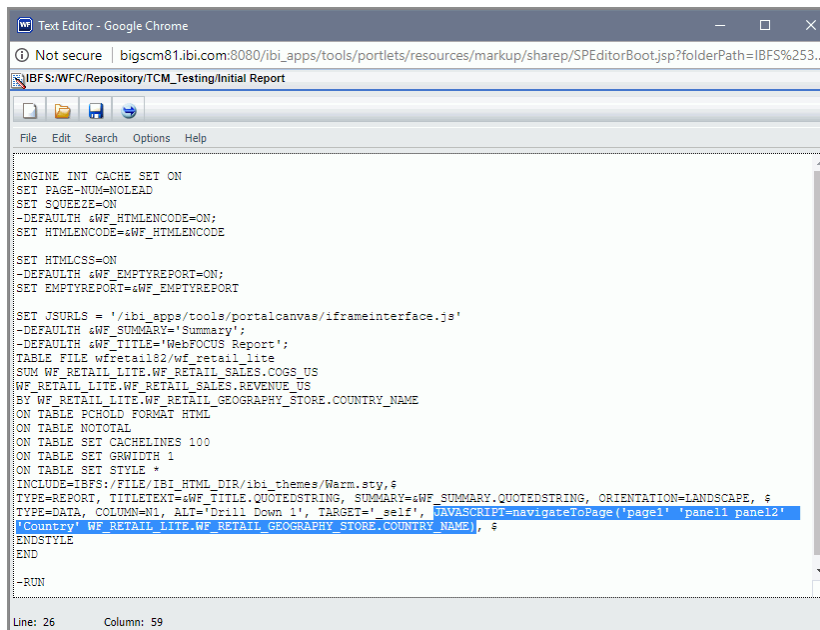 WF Text Editor - Google Chrome
Not secure | bigscm81.ibi.com:8080/ibi_apps/tools/portlets/resources/markup/sharep/SPEditorBoot.jsp?folderPath=IBFS%253...
IBFS:/WFC/Repository/TCM_Testing/Initial Report
File Edit Search Options Help
ENGINE INT CACHE SET ON
SET PAGE-NUM=NOLEAD
SET SQUEEZE=ON
-DEFAULTH &WF_HTMLENCODE=ON;
SET HTMLENCODE=&WF_HTMLENCODE
SET HTMLCSS=ON
-DEFAULTH &WF_EMPTYREPORT=ON;
SET EMPTYREPORT=&WF_EMPTYREPORT
SET JSURLS = '/ibi_apps/tools/portalcanvas/iframeinterface.js'
-DEFAULTH &WF_SUMMARY='Summary';
-DEFAULTH &WF_TITLE='WebFOCUS Report';
TABLE FILE wfretail82/wf_retail_lite
SUM WF_RETAIL_LITE.WF_RETAIL_SALES.COGS_US
WF_RETAIL_LITE.WF_RETAIL_SALES.REVENUE_US
BY WF_RETAIL_LITE.WF_RETAIL_GEOGRAPHY_STORE.COUNTRY_NAME
ON TABLE PCHOLD FORMAT HTML
ON TABLE NOTOTAL
ON TABLE SET CACHELINES 100
ON TABLE SET GRWIDTH 1
ON TABLE SET STYLE *
INCLUDE=IBFS:/FILE/IBI_HTML_DIR/ibi_themes/Warm.sty,$
TYPE=REPORT, TITLETEXT=&WF_TITLE.QUOTEDSTRING, SUMMARY=&WF_SUMMARY.QUOTEDSTRING, ORIENTATION=LANDSCAPE, $
TYPE=DATA, COLUMN=N1, ALT='Drill Down 1', TARGET='_self', JAVASCRIPT=navigateToPage('page1' 'panel1 panel2'
'Country' WF_RETAIL_LITE.WF_RETAIL_GEOGRAPHY_STORE.COUNTRY_NAME), $
ENDSTYLE
END
-RUN
Line: 26 Column: 59